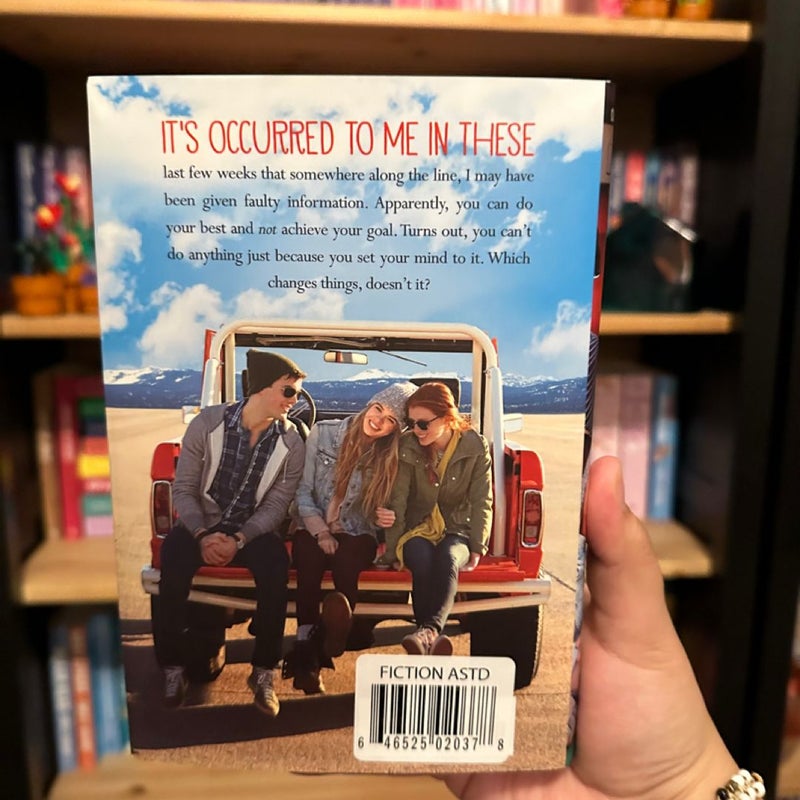 IT'S OCCURRED TO ME IN THESE
last few weeks that somewhere along the line, I may have
been given faulty information. Apparently, you can do
your best and not achieve your goal. Turns out, you can't
do anything just because you set your mind to it. Which
changes things, doesn't it?
FICTION ASTD
6 46525 02037 8